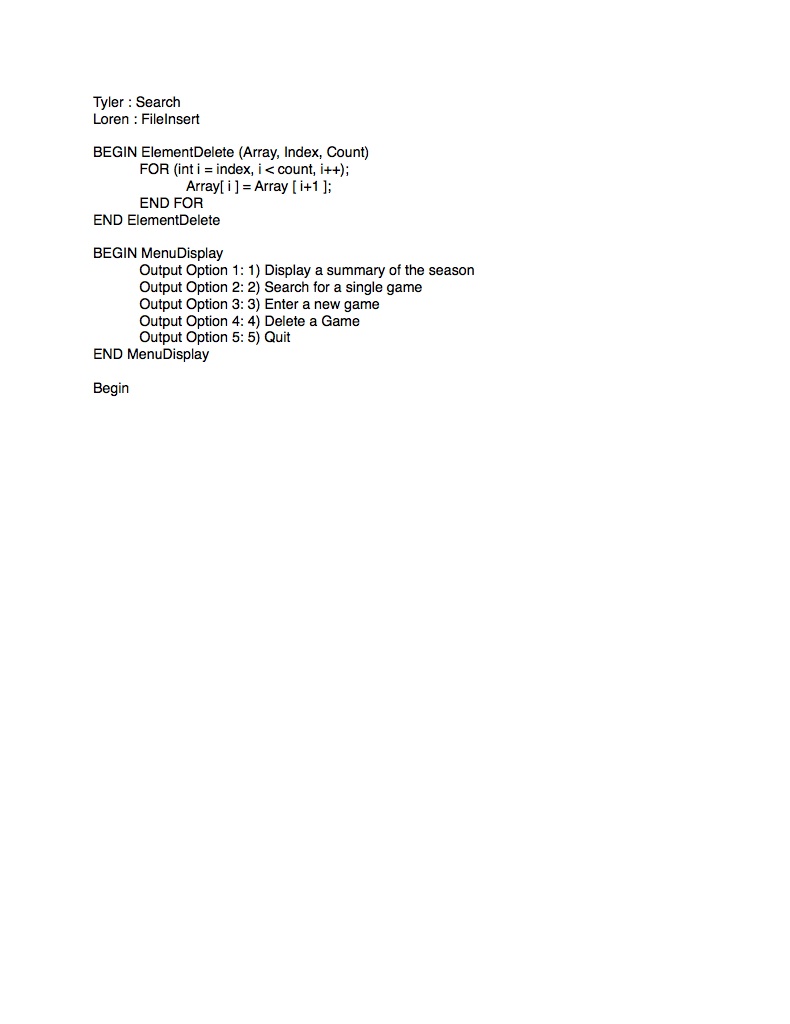 Tyler : Search
Loren : FileInsert
BEGIN ElementDelete (Array, Index, Count)
FOR (int i = index, i < count, i++);
Array[ i ] = Array [ i+1 ];
END FOR
END ElementDelete
BEGIN MenuDisplay
Output Option 1: 1) Display a summary of the season
Output Option 2: 2) Search for a single game
Output Option 3: 3) Enter a new game
Output Option 4: 4) Delete a Game
Output Option 5: 5) Quit
END MenuDisplay
Begin